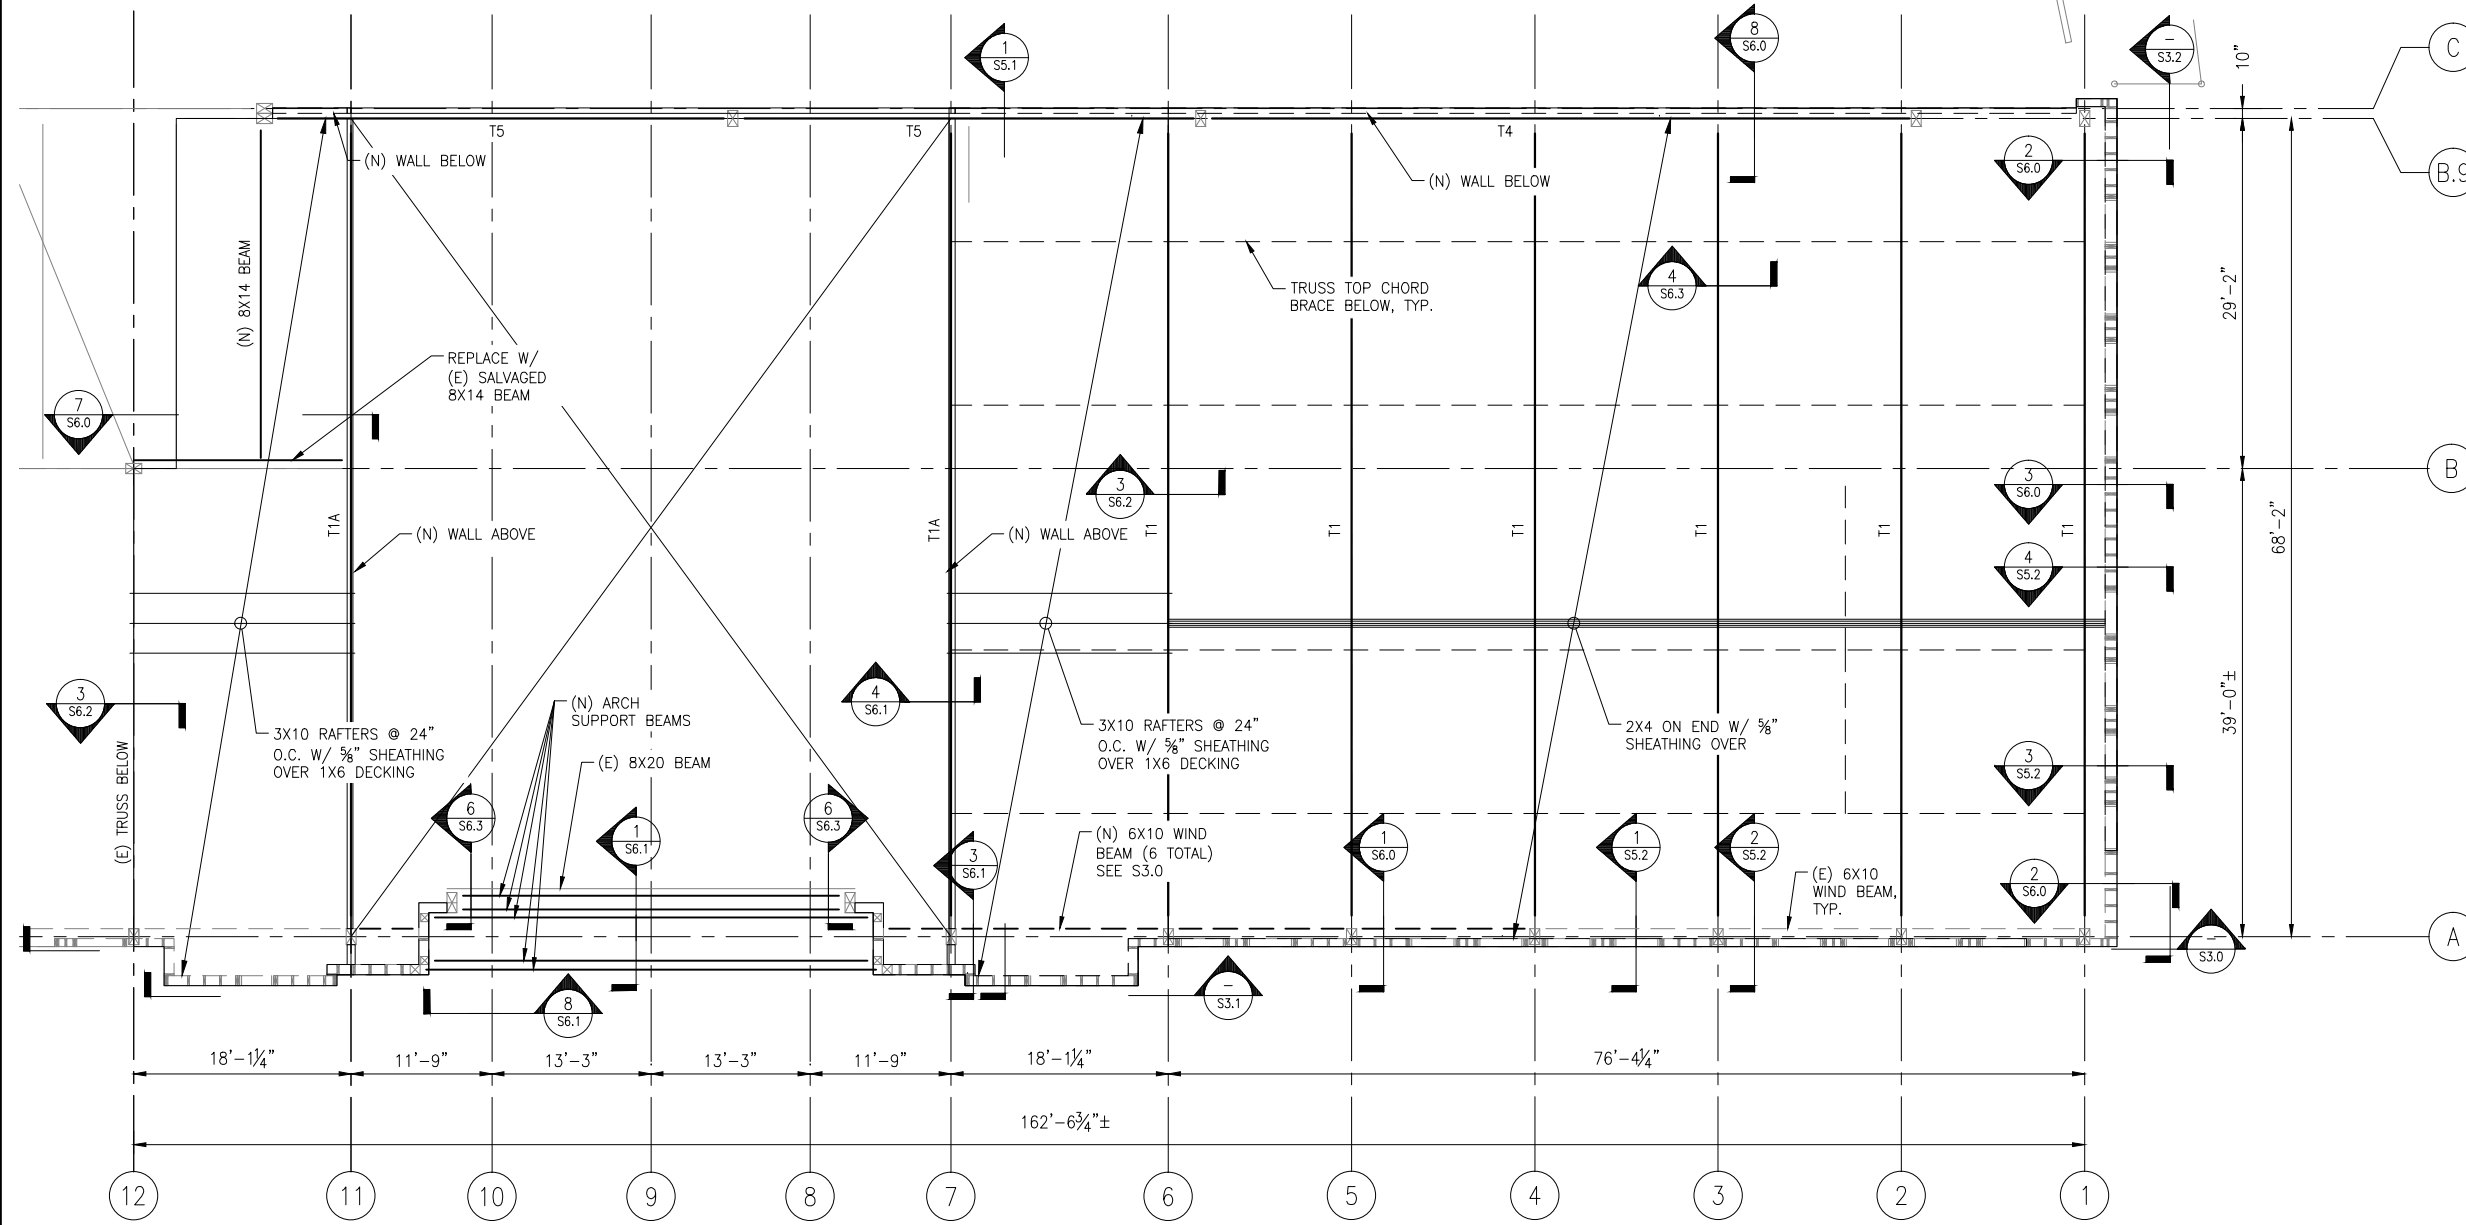 1
S5.1
8
S6.0
–
S3.2
10"
C
T5
T5
T4
(N) WALL BELOW
(N) WALL BELOW
2
S6.0
B.9
(N) 8X14 BEAM
TRUSS TOP CHORD
BRACE BELOW, TYP.
4
S6.3
29'-2"
REPLACE W/
(E) SALVAGED
8X14 BEAM
7
S6.0
3
S6.2
3
S6.0
B
T1A
(N) WALL ABOVE
T1A
(N) WALL ABOVE
T1
T1
T1
T1
T1
T1
68'-2"
4
S5.2
3
S6.2
4
S6.1
(N) ARCH
SUPPORT BEAMS
39'-0"±
3X10 RAFTERS @ 24"
O.C. W/ ⅝" SHEATHING
OVER 1X6 DECKING
3X10 RAFTERS @ 24"
O.C. W/ ⅝" SHEATHING
OVER 1X6 DECKING
2X4 ON END W/ ⅝"
SHEATHING OVER
(E) TRUSS BELOW
(E) 8X20 BEAM
3
S5.2
6
S6.3
1
S6.1
6
S6.3
3
S6.1
(N) 6X10 WIND
BEAM (6 TOTAL)
SEE S3.0
1
S6.0
1
S5.2
2
S5.2
(E) 6X10
WIND BEAM,
TYP.
2
S6.0
A
–
S3.0
8
S6.1
–
S3.1
18'-1¼"
11'-9"
13'-3"
13'-3"
11'-9"
18'-1¼"
76'-4¼"
162'-6¾"±
12
11
10
9
8
7
6
5
4
3
2
1